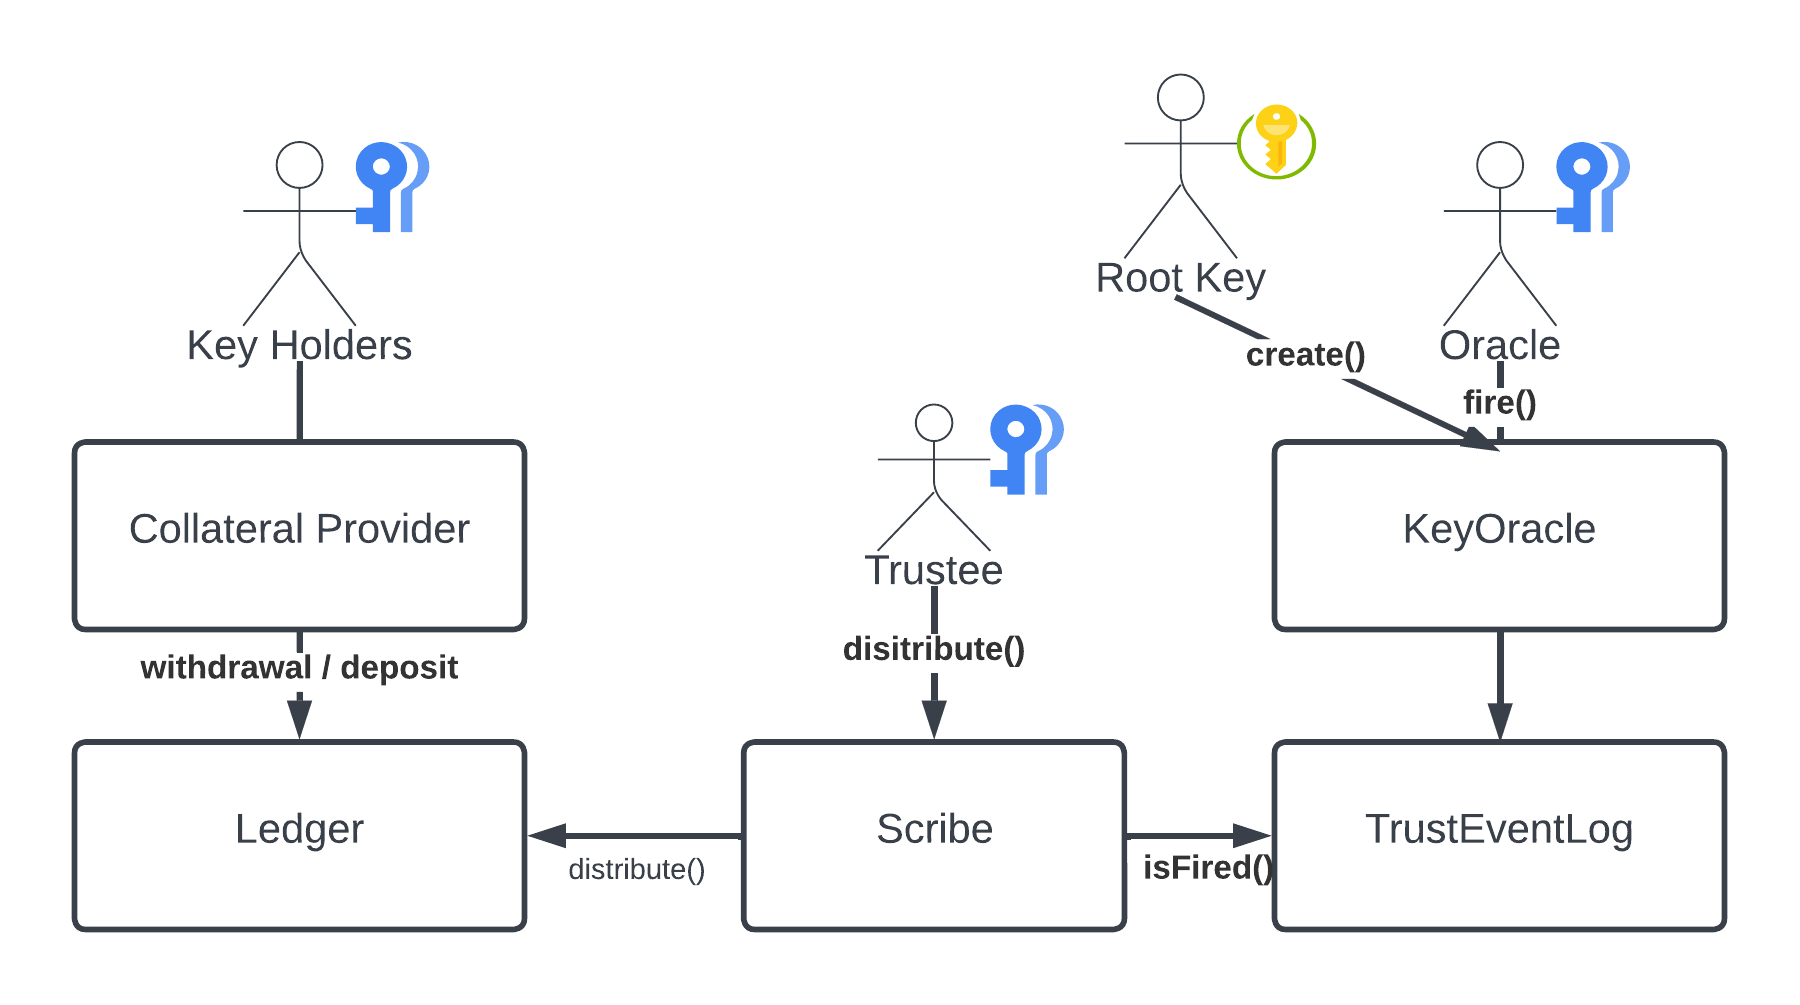 Root Key
Key Holders
create()
Oracle
fire()
Collateral Provider
Trustee
KeyOracle
disitribute()
withdrawal / deposit
Ledger
Scribe
TrustEventLog
distribute()
isFired()